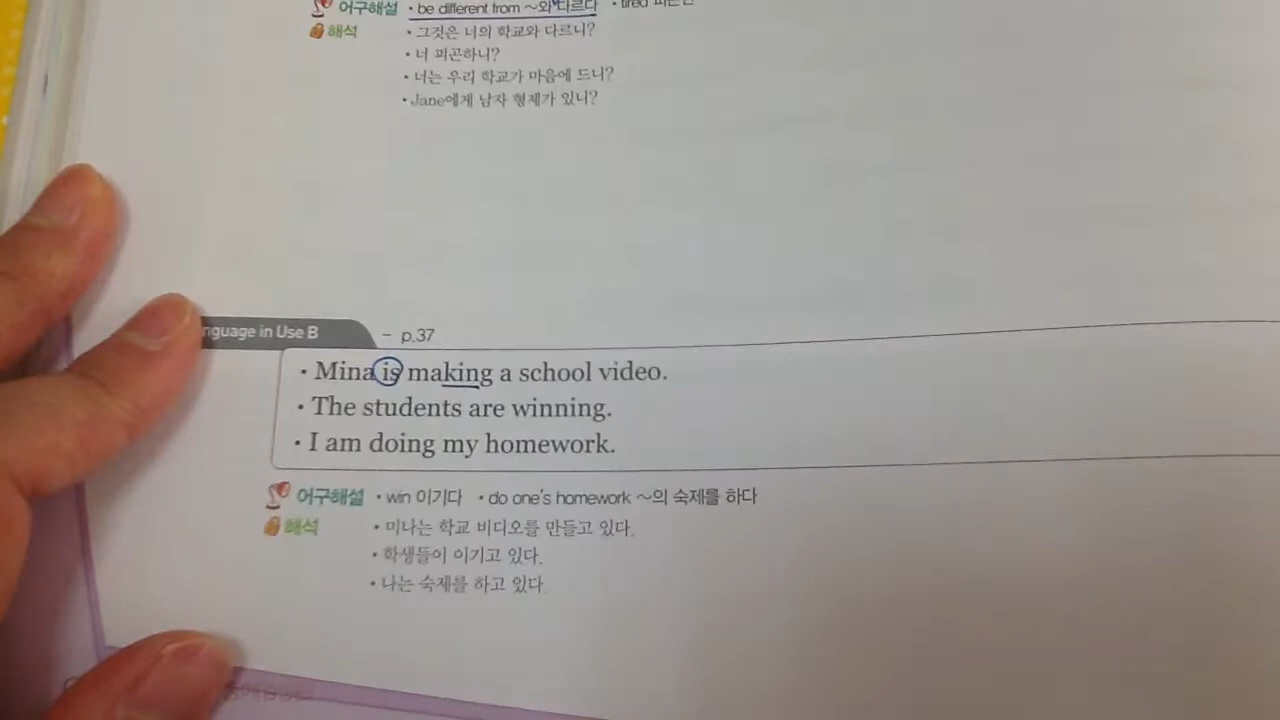 어구해설 • be different from ~와 다르다 • tired 피곤한
해석 • 그것은 너의 학교와 다르니?
• 너 피곤하니?
• 너는 우리 학교가 마음에 드니?
• Jane에게 남자 형제가 있니?
nguage in Use B – p.37
• Mina is making a school video.
• The students are winning.
• I am doing my homework.
어구해설 • win 이기다 • do one's homework ~의 숙제를 하다
해석 • 미나는 학교 비디오를 만들고 있다.
• 학생들이 이기고 있다.
• 나는 숙제를 하고 있다.